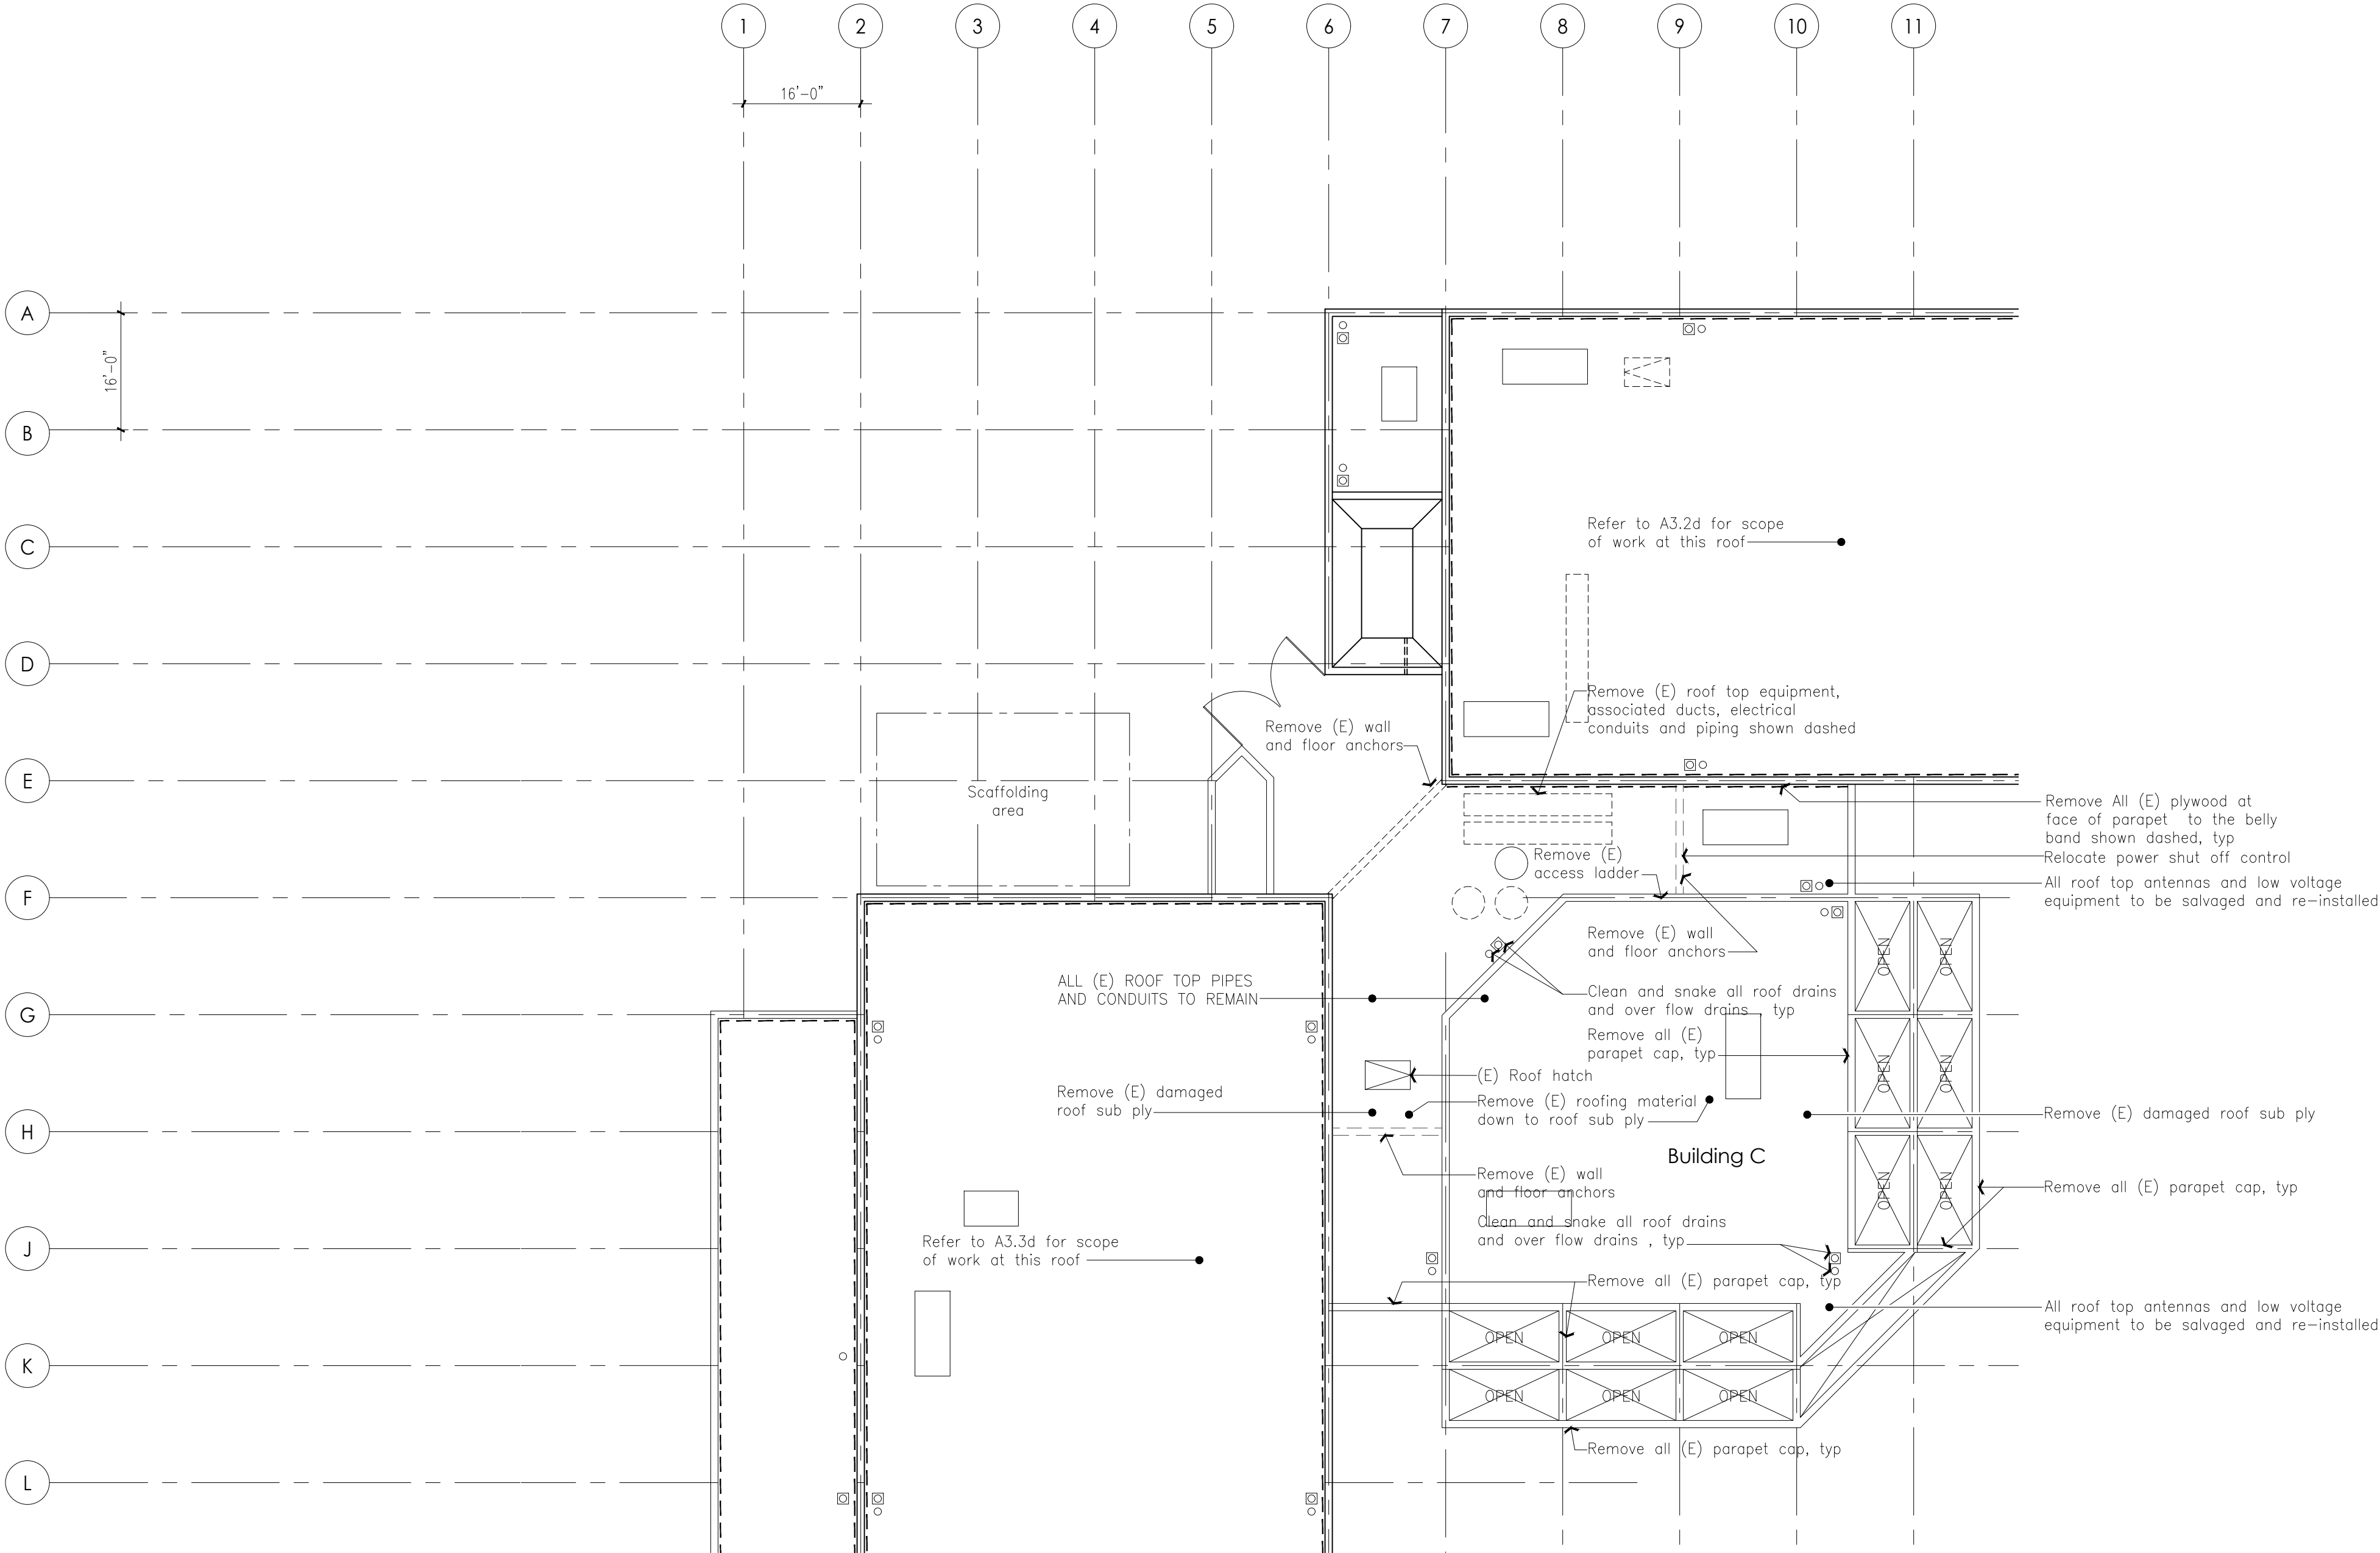 1 2 3 4 5 6 7 8 9 10 11
16'-0"
A
16'-0"
B
C
Refer to A3.2d for scope
of work at this roof
D
Remove (E) roof top equipment,
associated ducts, electrical
conduits and piping shown dashed
Remove (E) wall
and floor anchors
E
Scaffolding
area
Remove All (E) plywood at
face of parapet to the belly
band shown dashed, typ
Relocate power shut off control
Remove (E)
access ladder
F
All roof top antennas and low voltage
equipment to be salvaged and re-installed
Remove (E) wall
and floor anchors
OPEN
OPEN
ALL (E) ROOF TOP PIPES
AND CONDUITS TO REMAIN
Clean and snake all roof drains
and over flow drains , typ
G
Remove all (E)
parapet cap, typ
OPEN
OPEN
(E) Roof hatch
Remove (E) damaged
roof sub ply
Remove (E) roofing material
down to roof sub ply
Remove (E) damaged roof sub ply
H
Building C
Remove (E) wall
and floor anchors
OPEN
OPEN
Remove all (E) parapet cap, typ
Clean and snake all roof drains
and over flow drains , typ
Refer to A3.3d for scope
of work at this roof
J
Remove all (E) parapet cap, typ
All roof top antennas and low voltage
equipment to be salvaged and re-installed
OPEN OPEN OPEN
K
OPEN OPEN OPEN
Remove all (E) parapet cap, typ
L